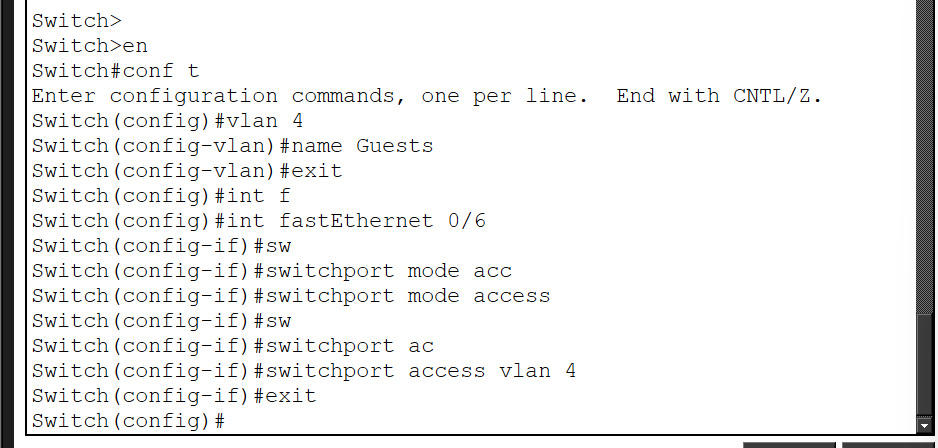 Switch>
Switch>en
Switch#conf t
Enter configuration commands, one per line.  End with CNTL/Z.
Switch(config)#vlan 4
Switch(config-vlan)#name Guests
Switch(config-vlan)#exit
Switch(config)#int f
Switch(config)#int fastEthernet 0/6
Switch(config-if)#sw
Switch(config-if)#switchport mode acc
Switch(config-if)#switchport mode access
Switch(config-if)#sw
Switch(config-if)#switchport ac
Switch(config-if)#switchport access vlan 4
Switch(config-if)#exit
Switch(config)#